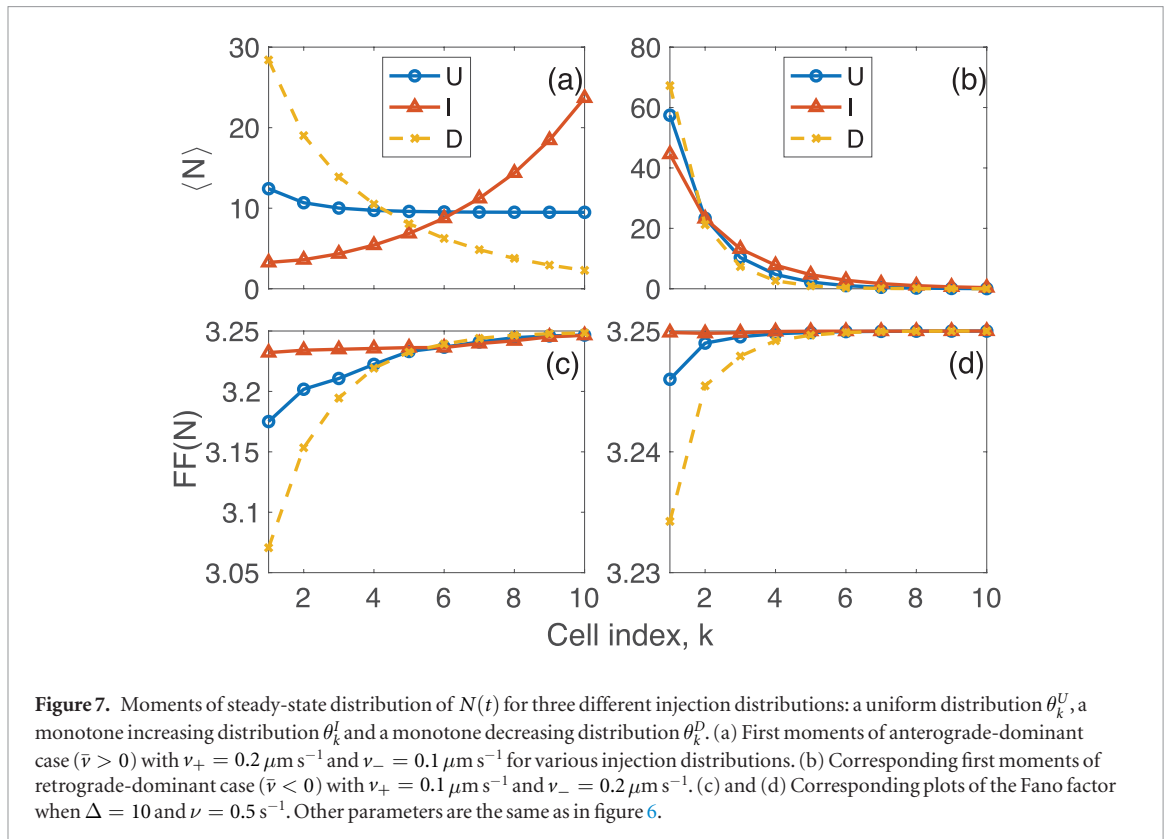 30
20
10
0
⟨N⟩
U
I
D
(a)
80
60
40
20
0
U
I
D
(b)
3.25
3.2
3.15
3.1
3.05
FF(N)
(c)
2 4 6 8 10
3.25
3.24
3.23
(d)
2 4 6 8 10
Cell index, k
Figure 7. Moments of steady-state distribution of N(t) for three different injection distributions: a uniform distribution θ_k^U, a
monotone increasing distribution θ_k^I and a monotone decreasing distribution θ_k^D. (a) First moments of anterograde-dominant
case (ν̄ > 0) with ν₊ = 0.2 μm s⁻¹ and ν₋ = 0.1 μm s⁻¹ for various injection distributions. (b) Corresponding first moments of
retrograde-dominant case (ν̄ < 0) with ν₊ = 0.1 μm s⁻¹ and ν₋ = 0.2 μm s⁻¹. (c) and (d) Corresponding plots of the Fano factor
when Δ = 10 and ν = 0.5 s⁻¹. Other parameters are the same as in figure 6.